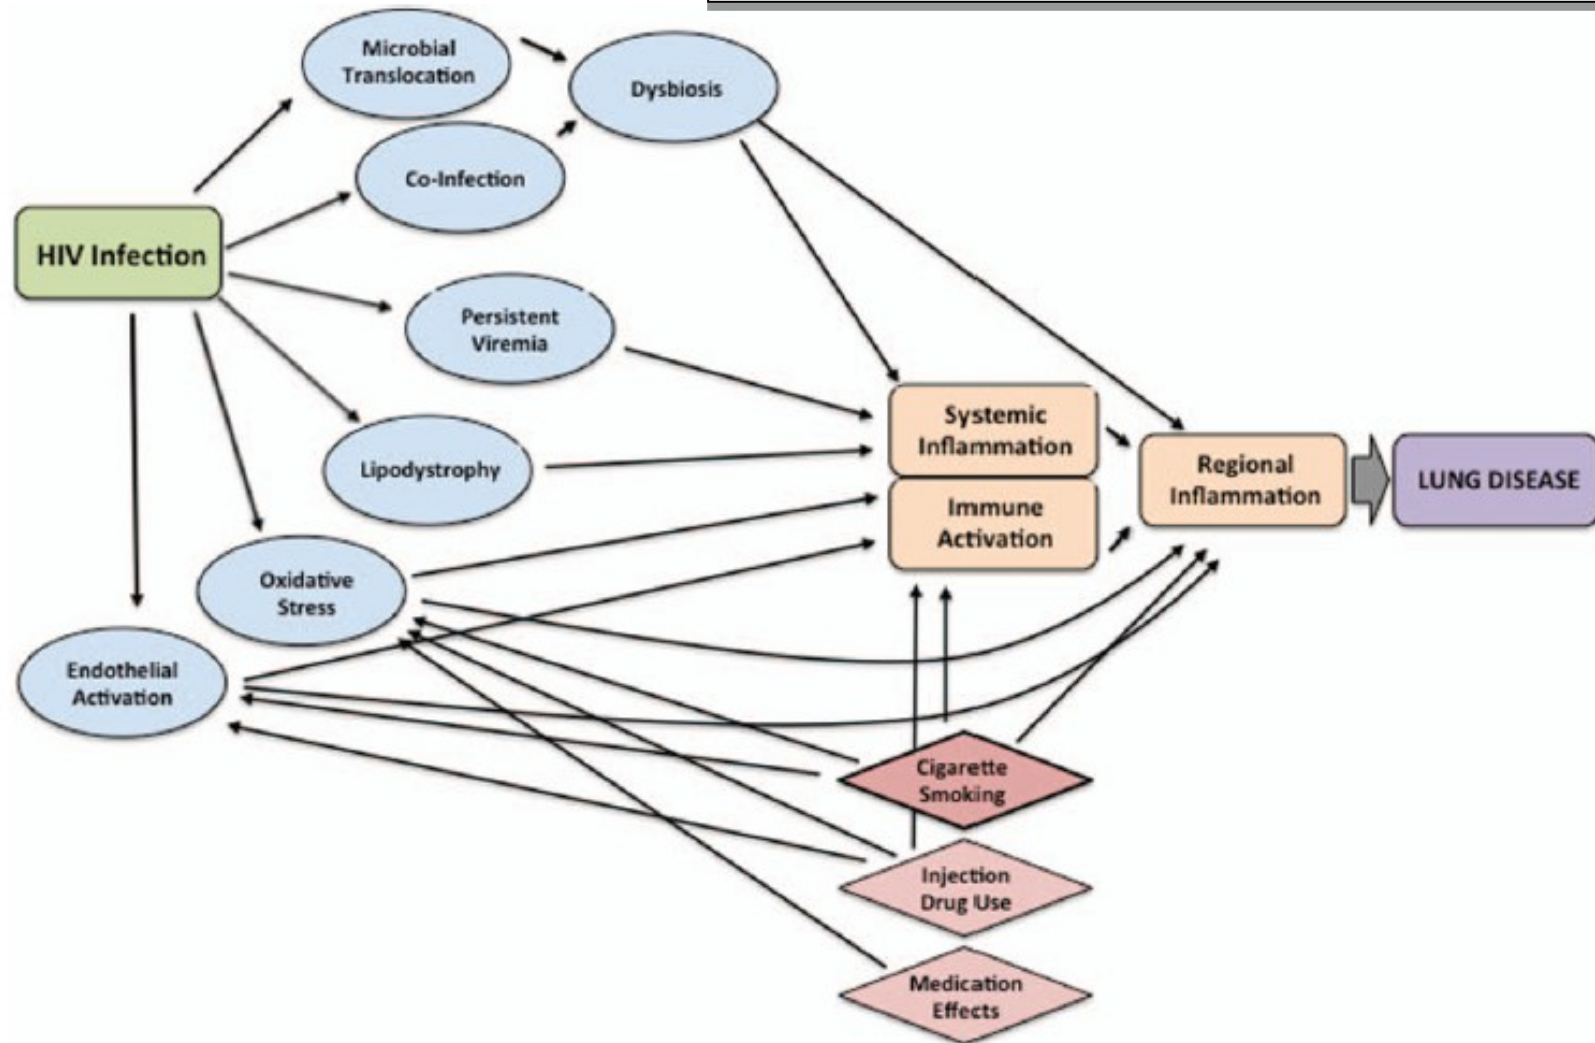 Microbial
Translocation
Dysbiosis
Co-Infection
HIV Infection
Persistent
Viremia
Lipodystrophy
Systemic
Inflammation
Immune
Activation
Regional
Inflammation
LUNG DISEASE
Oxidative
Stress
Endothelial
Activation
Cigarette
Smoking
Injection
Drug Use
Medication
Effects